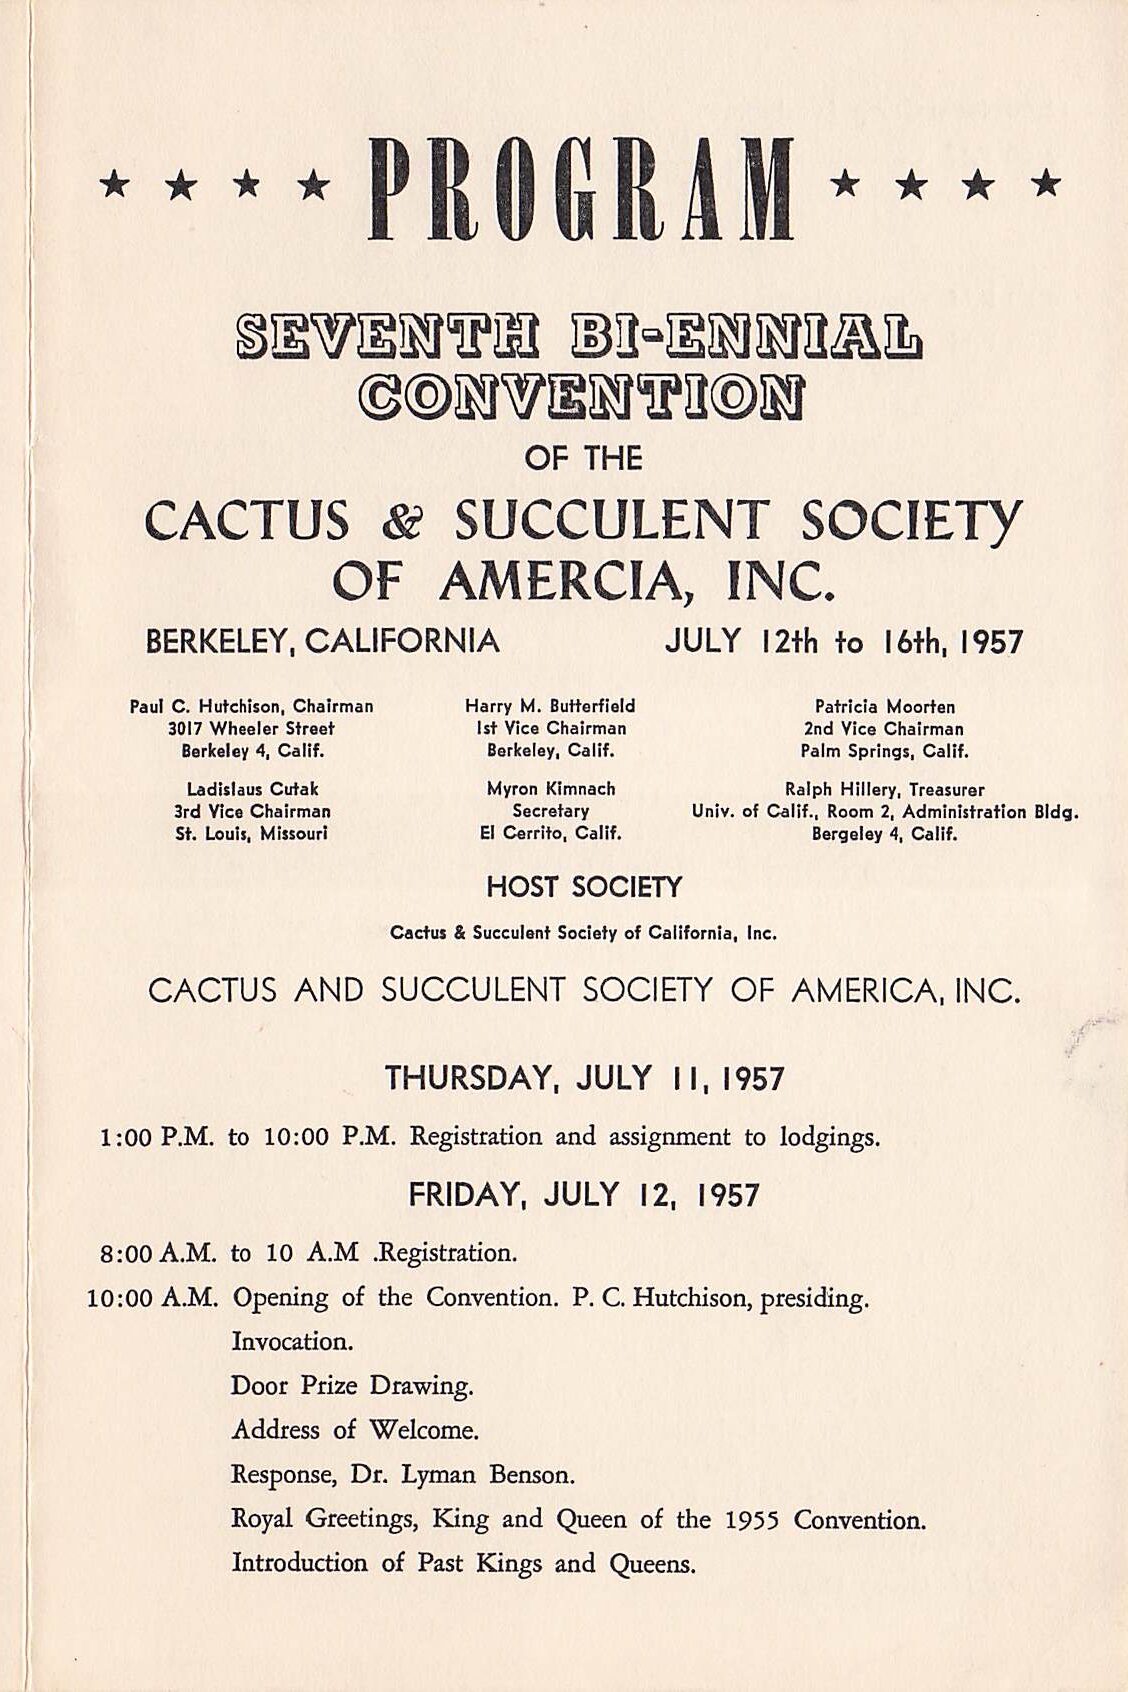 ★ ★ ★ ★ PROGRAM ★ ★ ★ ★
SEVENTH BI-ENNIAL
CONVENTION
OF THE
CACTUS & SUCCULENT SOCIETY
OF AMERCIA, INC.
BERKELEY, CALIFORNIA JULY 12th to 16th, 1957
Paul C. Hutchison, Chairman Harry M. Butterfield Patricia Moorten
3017 Wheeler Street 1st Vice Chairman 2nd Vice Chairman
Berkeley 4, Calif. Berkeley, Calif. Palm Springs, Calif.
Ladislaus Cutak Myron Kimnach Ralph Hillery, Treasurer
3rd Vice Chairman Secretary Univ. of Calif., Room 2, Administration Bldg.
St. Louis, Missouri El Cerrito, Calif. Bergeley 4, Calif.
HOST SOCIETY
Cactus & Succulent Society of California, Inc.
CACTUS AND SUCCULENT SOCIETY OF AMERICA, INC.
THURSDAY, JULY 11, 1957
1:00 P.M. to 10:00 P.M. Registration and assignment to lodgings.
FRIDAY, JULY 12, 1957
8:00 A.M. to 10 A.M .Registration.
10:00 A.M. Opening of the Convention. P. C. Hutchison, presiding.
Invocation.
Door Prize Drawing.
Address of Welcome.
Response, Dr. Lyman Benson.
Royal Greetings, King and Queen of the 1955 Convention.
Introduction of Past Kings and Queens.